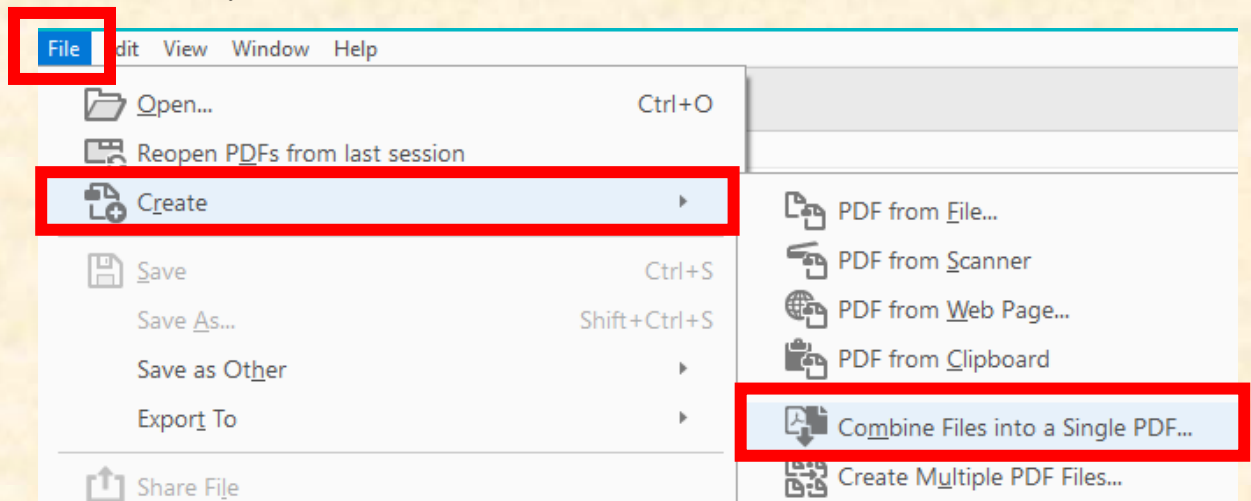 File dit View Window Help
Open... Ctrl+O
Reopen PDFs from last session
Create
Save Ctrl+S
Save As... Shift+Ctrl+S
Save as Other
Export To
Share File
PDF from File...
PDF from Scanner
PDF from Web Page...
PDF from Clipboard
Combine Files into a Single PDF...
Create Multiple PDF Files...